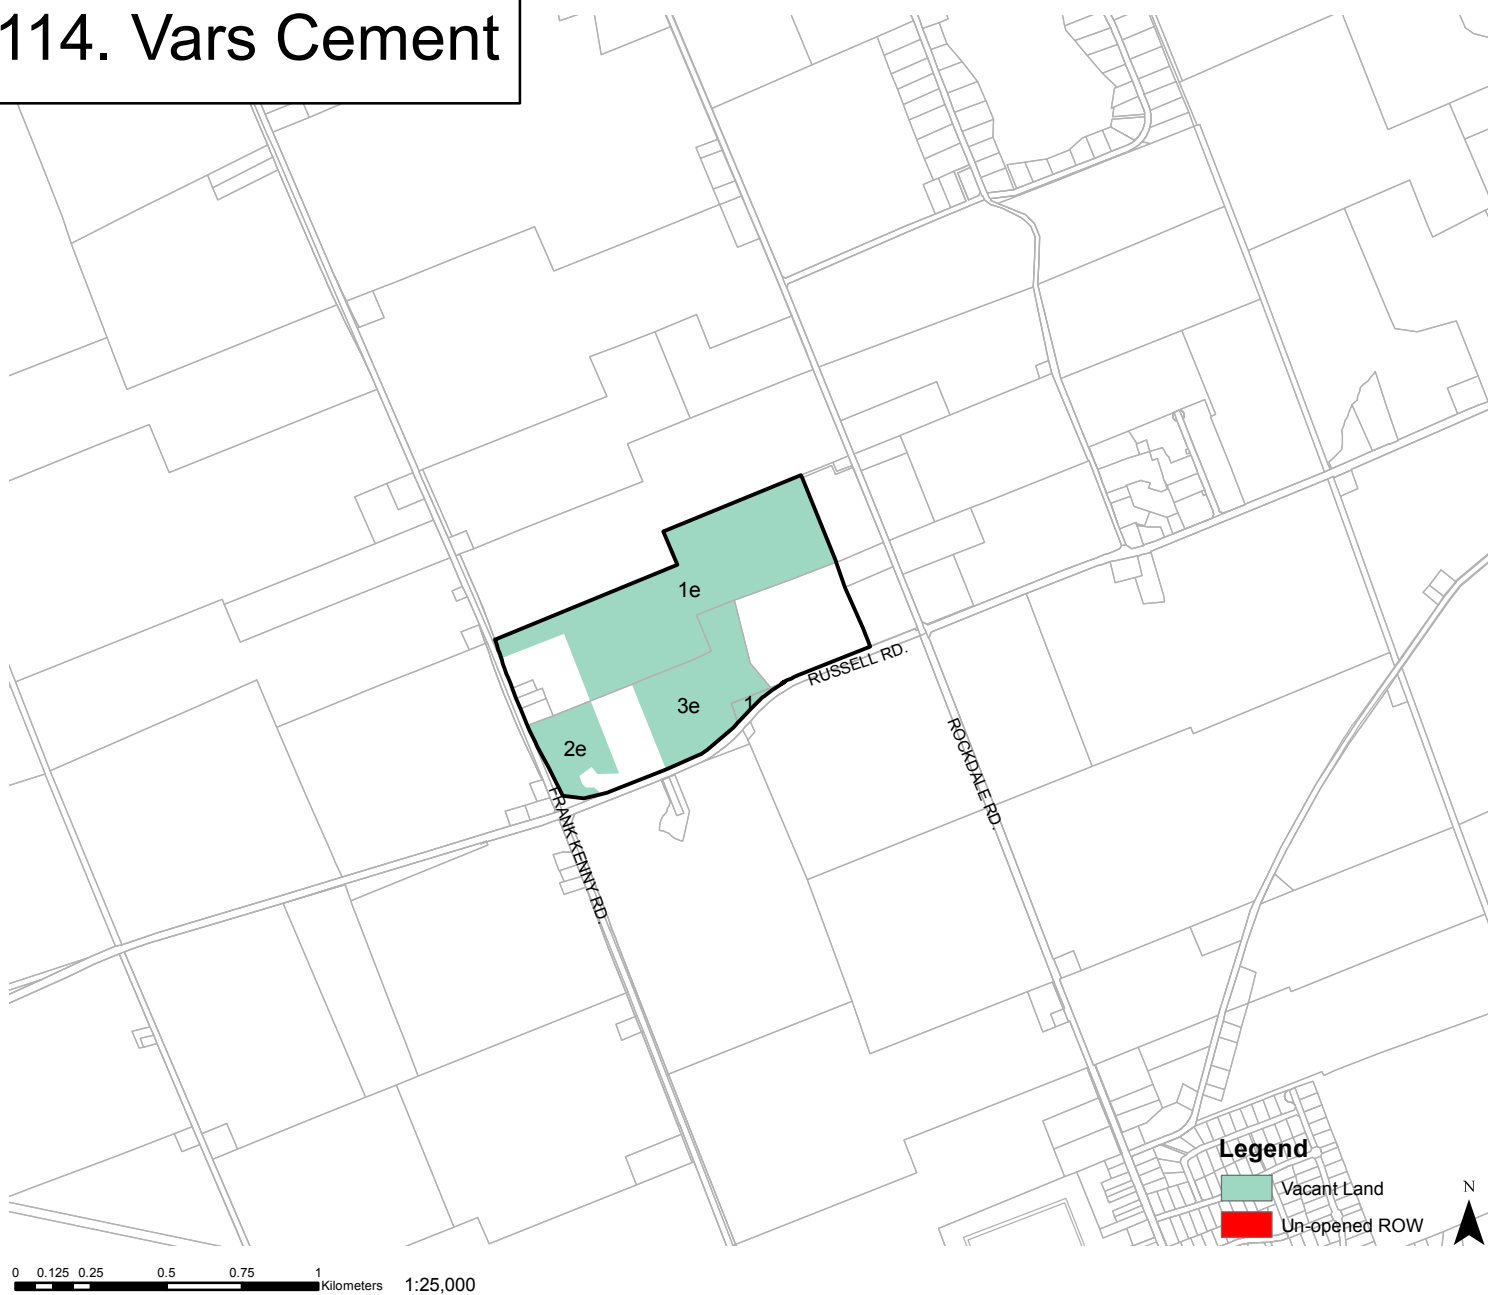 114. Vars Cement
1e
3e
1
2e
RUSSELL RD.
ROCKDALE RD.
FRANK KENNY RD.
Legend
Vacant Land
Un-opened ROW
N
0 0.125 0.25 0.5 0.75 1
Kilometers 1:25,000